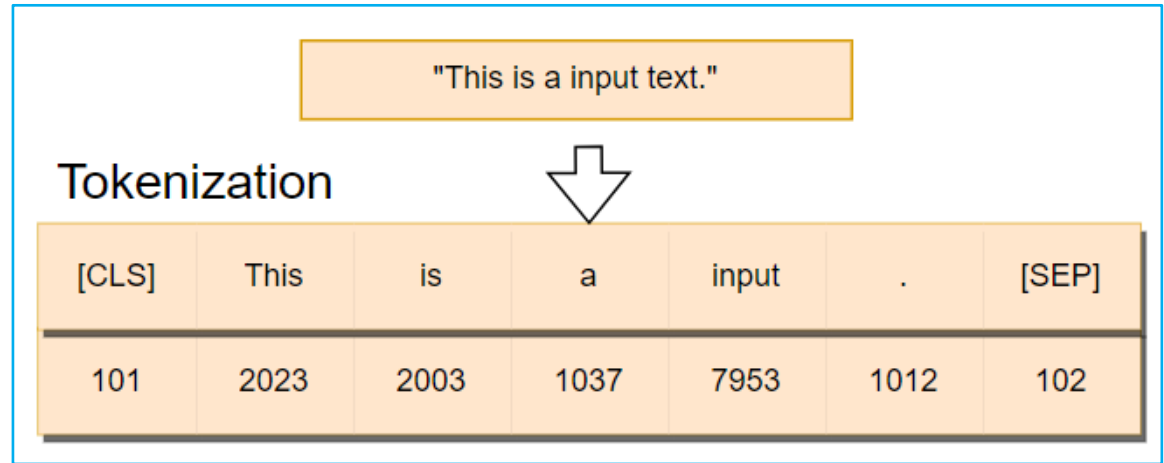 "This is a input text."
Tokenization
[CLS] This is a input . [SEP]
101 2023 2003 1037 7953 1012 102